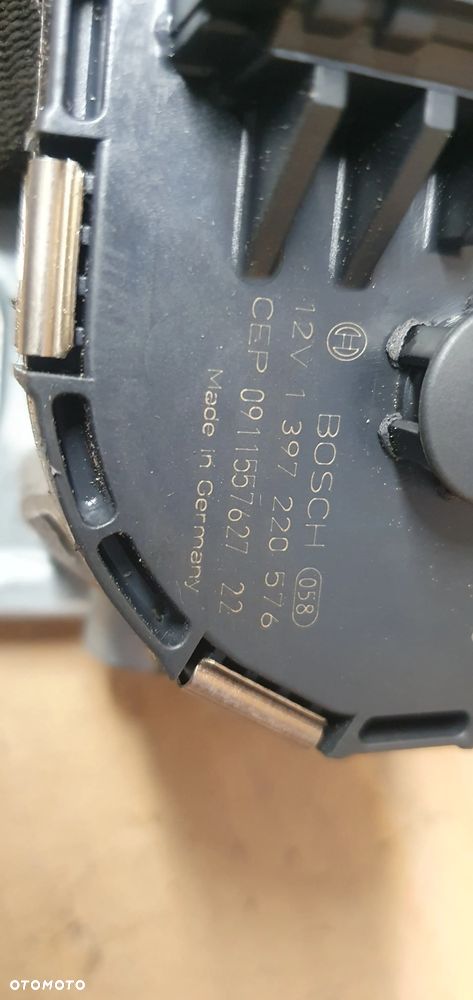 BOSCH 058
12V 1 397 220 576
CEP 0911557627 22
Made in Germany
OTOMOTO